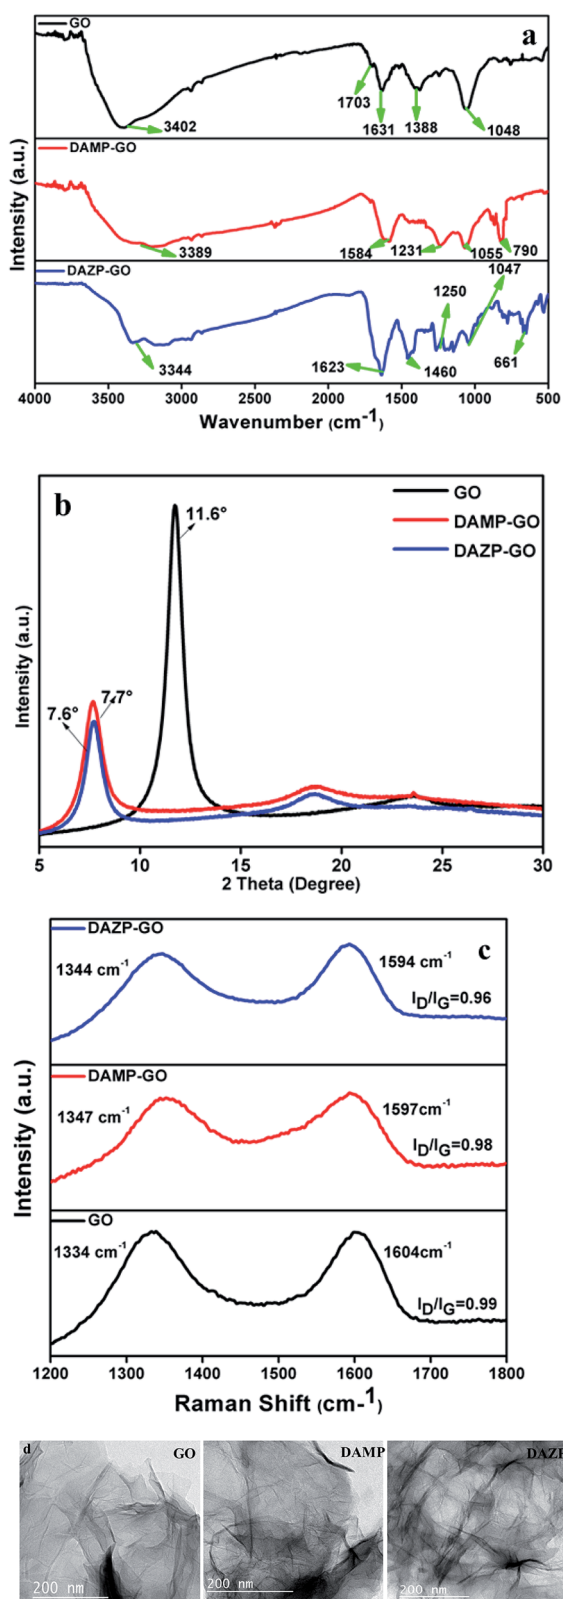 GO
a
1703
3402
1631
1388
1048
DAMP-GO
3389
1584
1231
1055
790
DAZP-GO
1047
1250
3344
1623
1460
661
4000 3500 3000 2500 2000 1500 1000 500
Wavenumber (cm-1)
Intensity (a.u.)
b
GO
DAMP-GO
DAZP-GO
11.6°
7.7°
7.6°
5 10 15 20 25 30
2 Theta (Degree)
Intensity (a.u.)
DAZP-GO
c
1344 cm-1
1594 cm-1
ID/IG=0.96
DAMP-GO
1347 cm-1
1597cm-1
ID/IG=0.98
GO
1334 cm-1
1604cm-1
ID/IG=0.99
1200 1300 1400 1500 1600 1700 1800
Raman Shift (cm-1)
Intensity (a.u.)
d
GO
DAMP
DAZP
200 nm
200 nm
200 nm